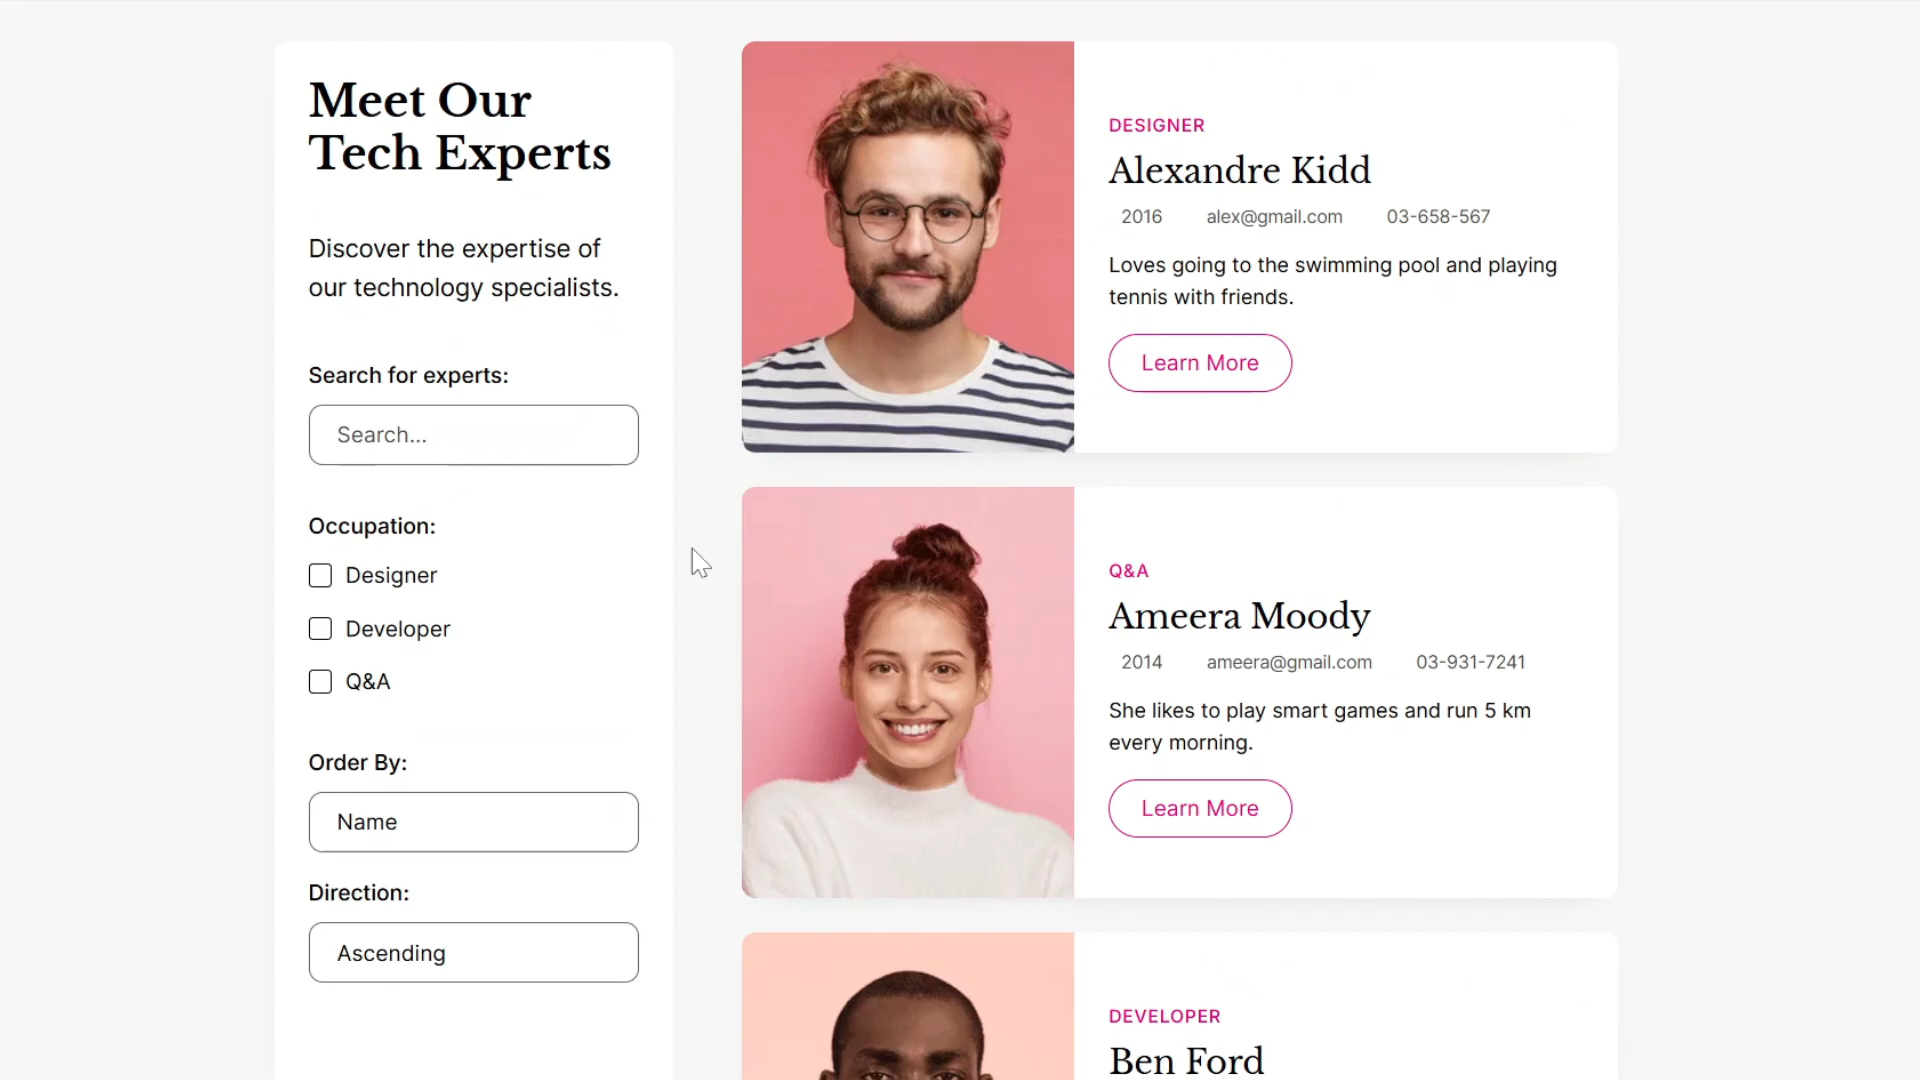 Meet Our
Tech Experts
Discover the expertise of
our technology specialists.
Search for experts:
Search...
Occupation:
Designer
Developer
Q&A
Order By:
Name
Direction:
Ascending
DESIGNER
Alexandre Kidd
2016 alex@gmail.com 03-658-567
Loves going to the swimming pool and playing
tennis with friends.
Learn More
Q&A
Ameera Moody
2014 ameera@gmail.com 03-931-7241
She likes to play smart games and run 5 km
every morning.
Learn More
DEVELOPER
Ben Ford